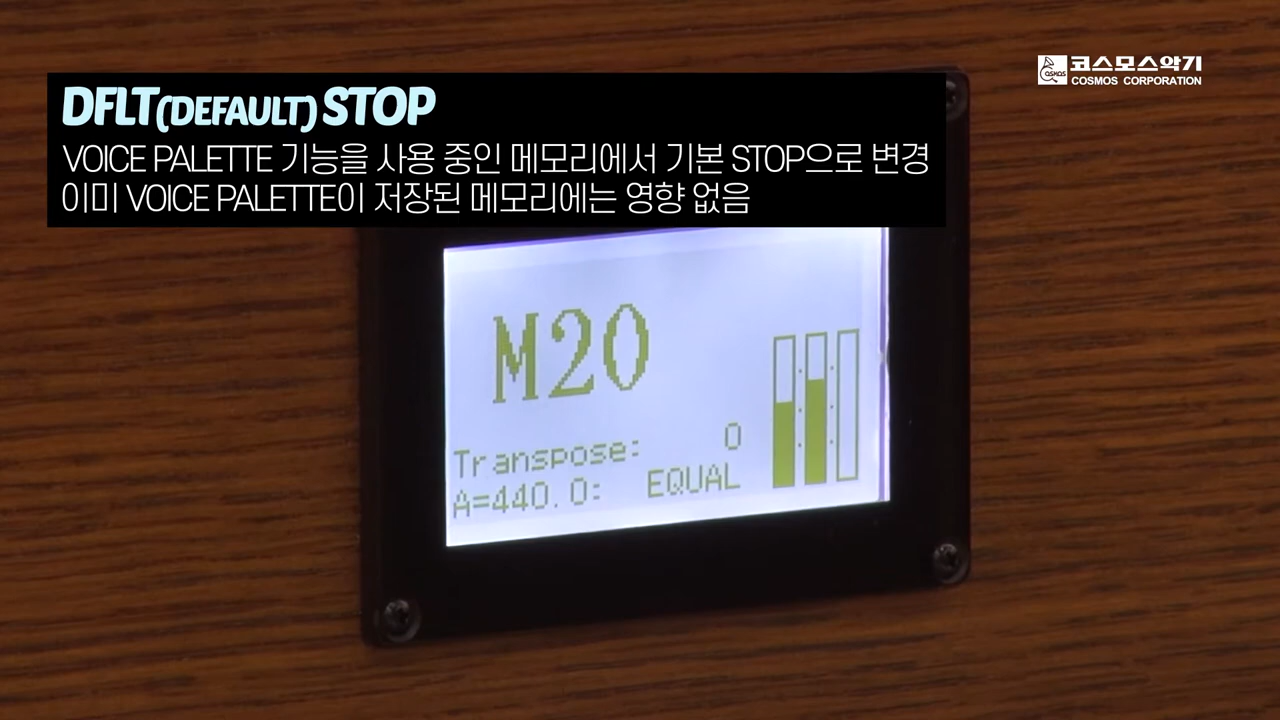 코스모스악기
COSMOS
COSMOS CORPORATION
DFLT(DEFAULT) STOP
VOICE PALETTE 기능을 사용 중인 메모리에서 기본 STOP으로 변경
이미 VOICE PALETTE이 저장된 메모리에는 영향 없음
M20
Transpose: 0
A=440.0: EQUAL